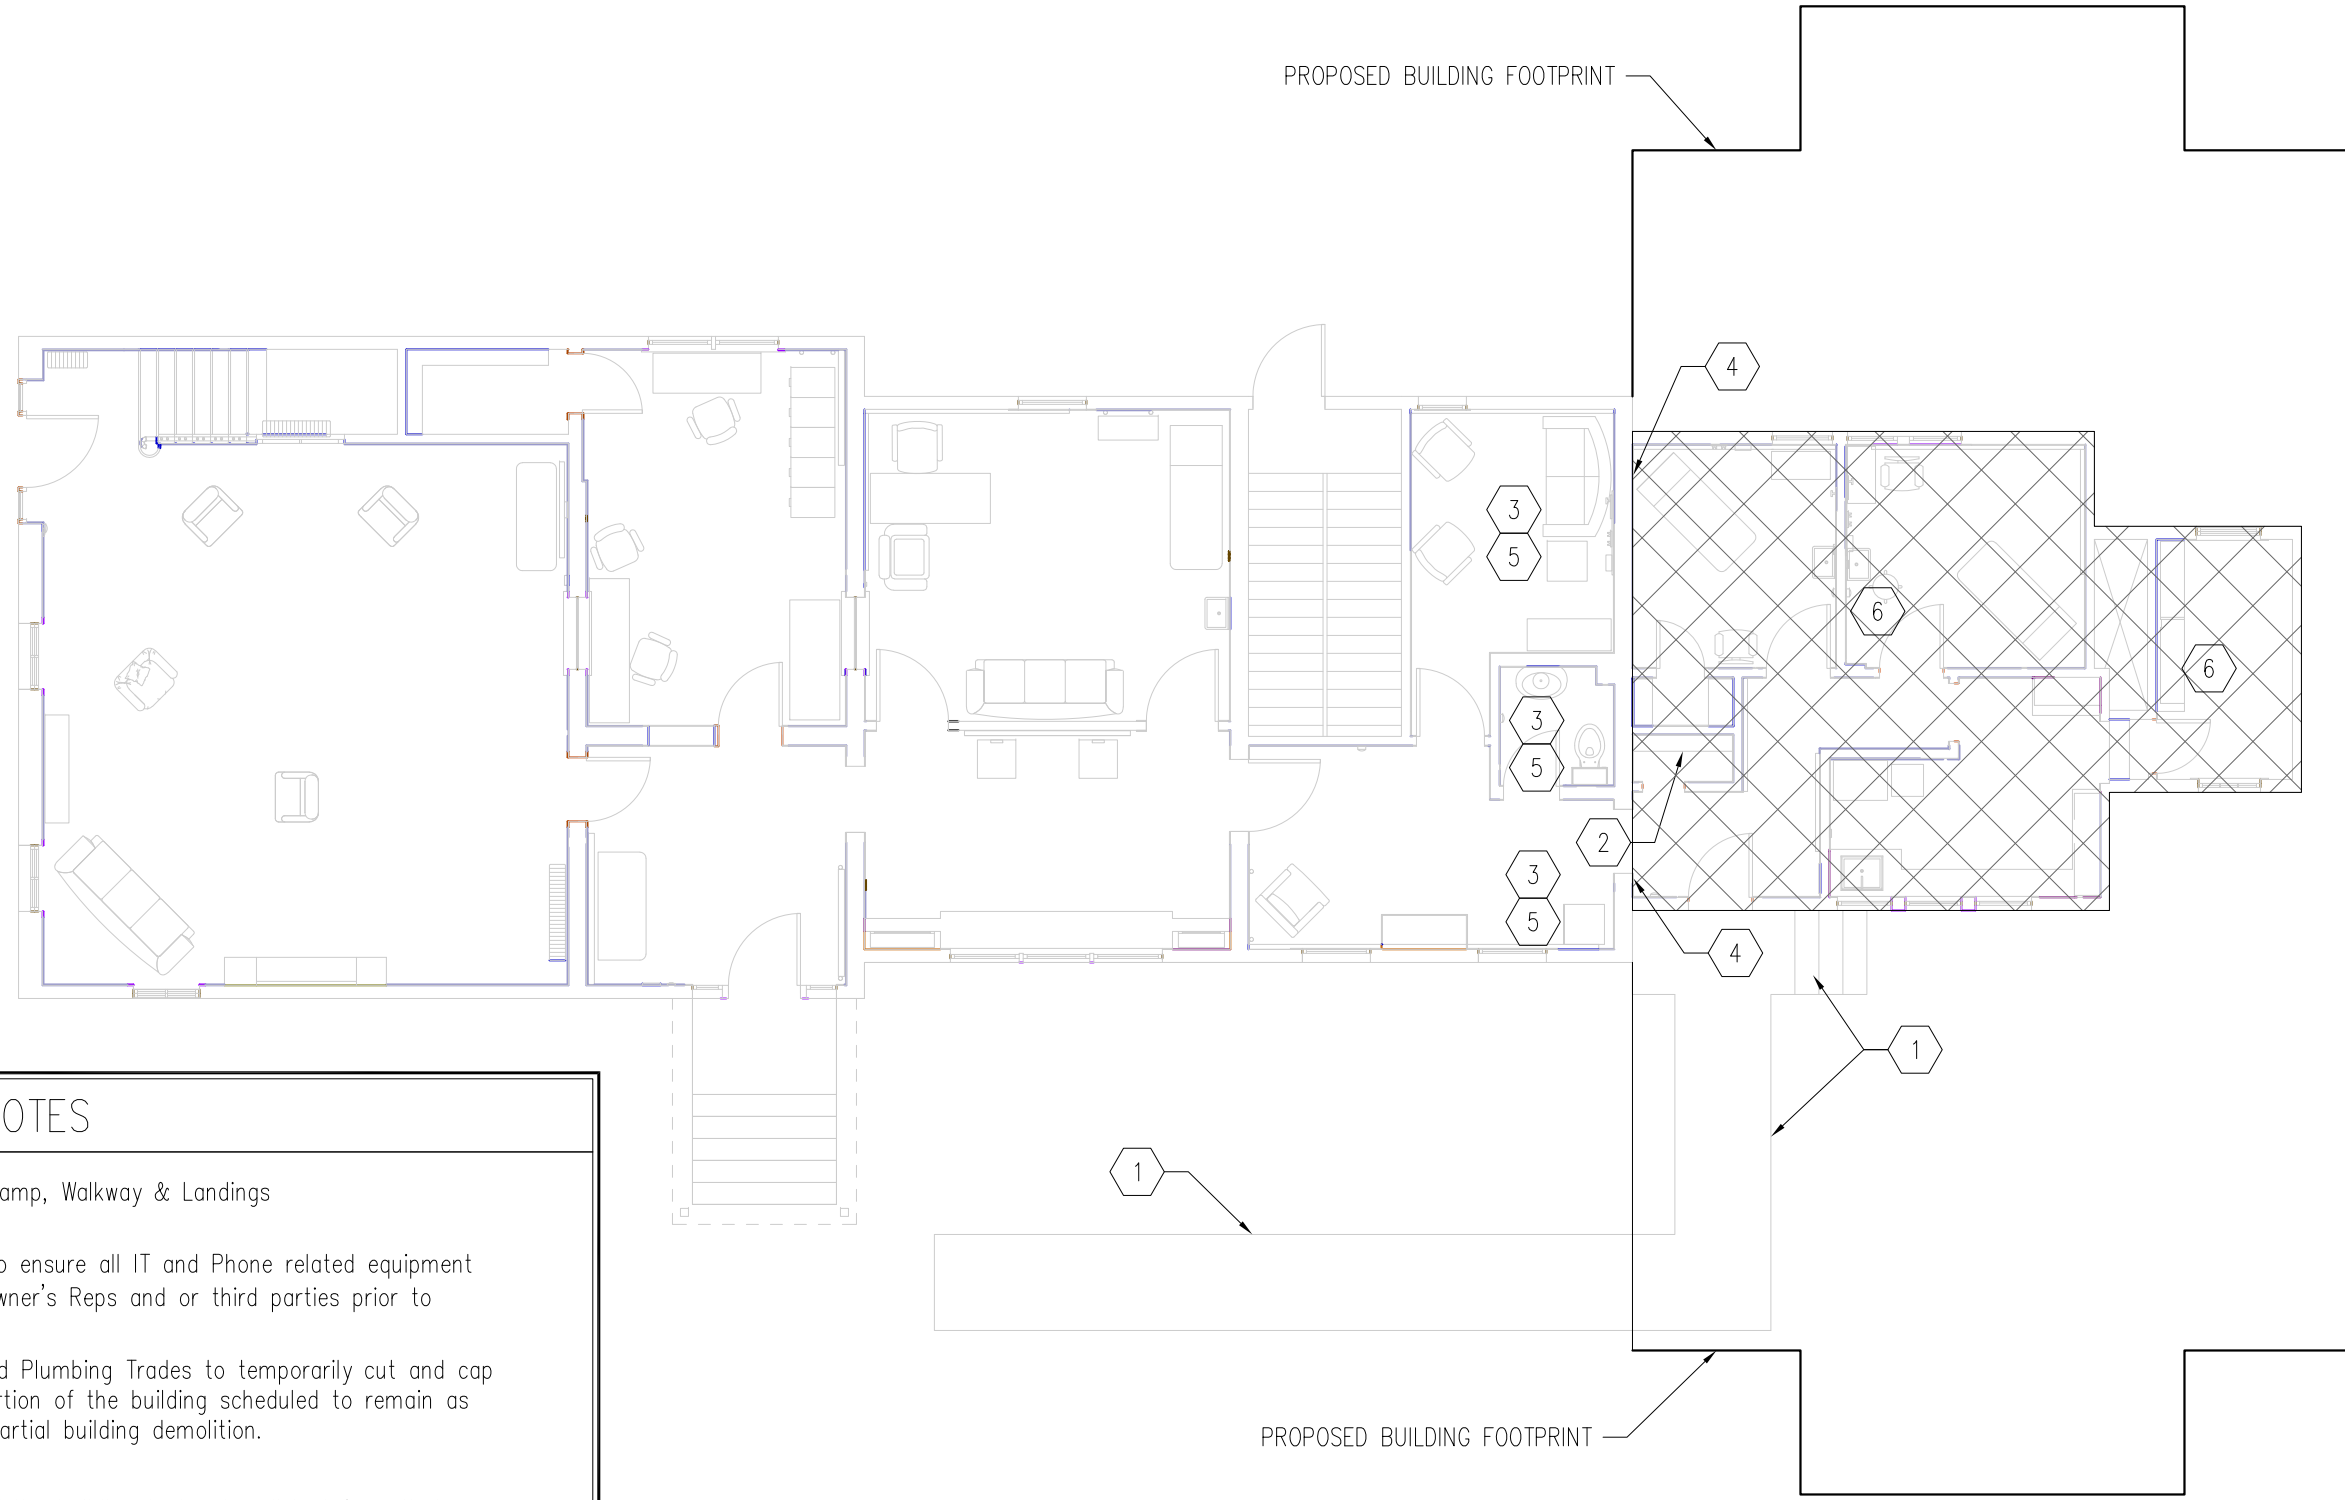 PROPOSED BUILDING FOOTPRINT
4
3
5
6
6
3
5
2
3
5
4
1
1
PROPOSED BUILDING FOOTPRINT
OTES
amp, Walkway & Landings
o ensure all IT and Phone related equipment
wner's Reps and or third parties prior to
d Plumbing Trades to temporarily cut and cap
rtion of the building scheduled to remain as
artial building demolition.